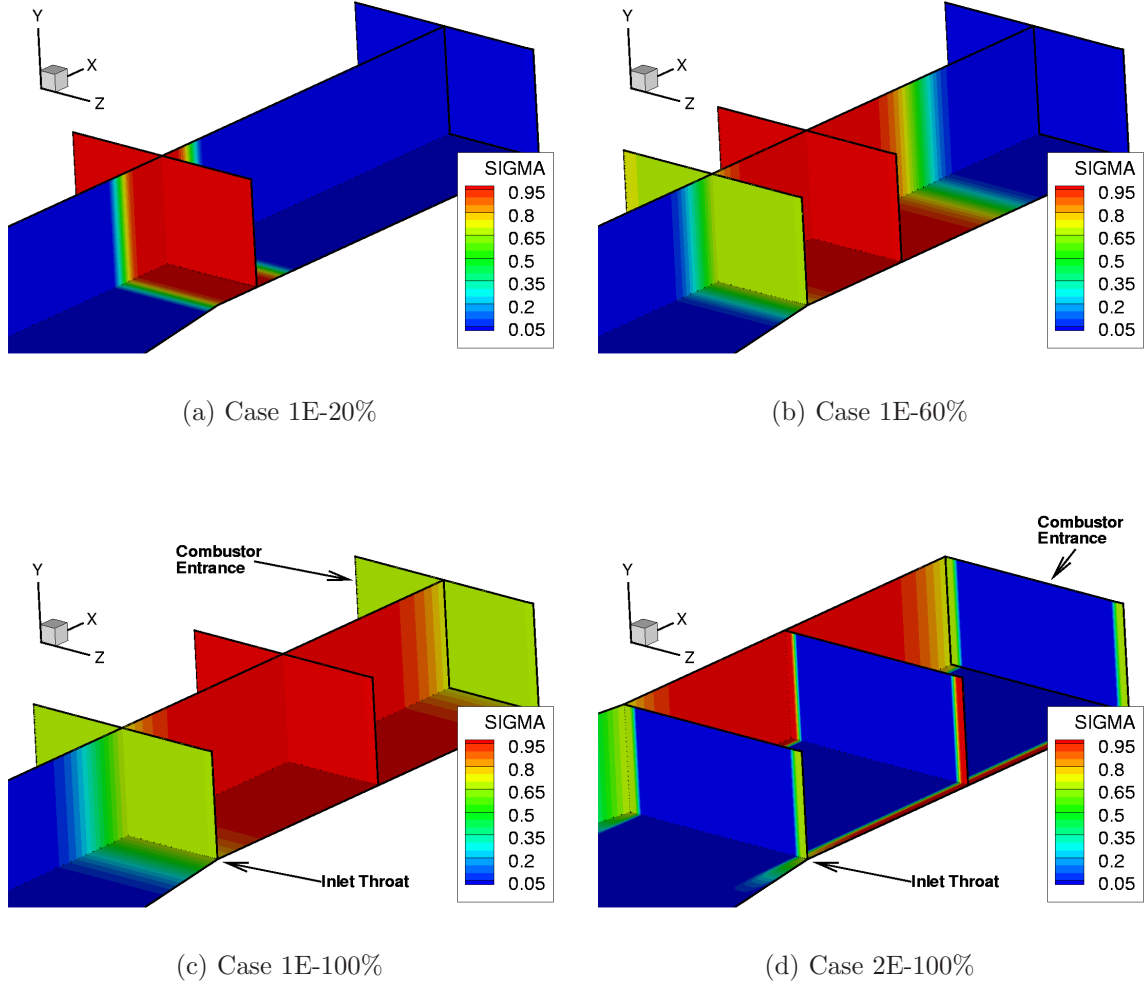 Y
X
Z
SIGMA
0.95
0.8
0.65
0.5
0.35
0.2
0.05
(a) Case 1E-20%
Y
X
Z
SIGMA
0.95
0.8
0.65
0.5
0.35
0.2
0.05
(b) Case 1E-60%
Combustor
Entrance
Y
X
Z
SIGMA
0.95
0.8
0.65
0.5
0.35
0.2
0.05
Inlet Throat
(c) Case 1E-100%
Combustor
Entrance
Y
X
Z
SIGMA
0.95
0.8
0.65
0.5
0.35
0.2
0.05
Inlet Throat
(d) Case 2E-100%